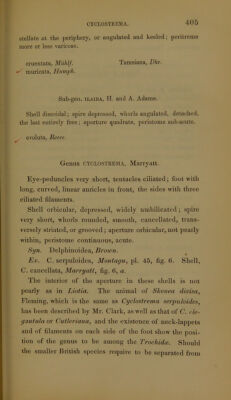 CYCLOSTREMA. 405
stellate at the periphery, or angulated and keeled; peritreme
more or less varicose.
cruentata, Mühlf.
Tamsiana, Dkr.
muricata, Humph.
Sub-gen. ILAIRA, H. and A. Adams.
Shell discoidal; spire depressed, whorls angulated, detached,
the last entirely free; aperture quadrate, peristome sub-acute.
evoluta, Reeve.
Genus CYCLOSTREMA, Marryatt.
Eye-peduncles very short, tentacles ciliated; foot with
long, curved, linear auricles in front, the sides with three
ciliated filaments.
Shell orbicular, depressed, widely umbilicated; spire
very short, whorls rounded, smooth, cancellated, trans-
versely striated, or grooved; aperture orbicular, not pearly
within, peristome continuous, acute.
Syn. Delphinoidea, Brown.
Ex. C. serpuloides, Montagu, pl. 45, fig. 6. Shell,
C. cancellata, Marryatt, fig. 6, a.
The interior of the aperture in these shells is not
pearly as in Liotia. The animal of Skenea divisa,
Fleming, which is the same as Cyclostrema serpuloides,
has been described by Mr. Clark, as well as that of C. ele-
gantula or Cutleriana, and the existence of neck-lappets
and of filaments on each side of the foot show the posi-
tion of the genus to be among the Trochidæ. Should
the smaller British species require to be separated from